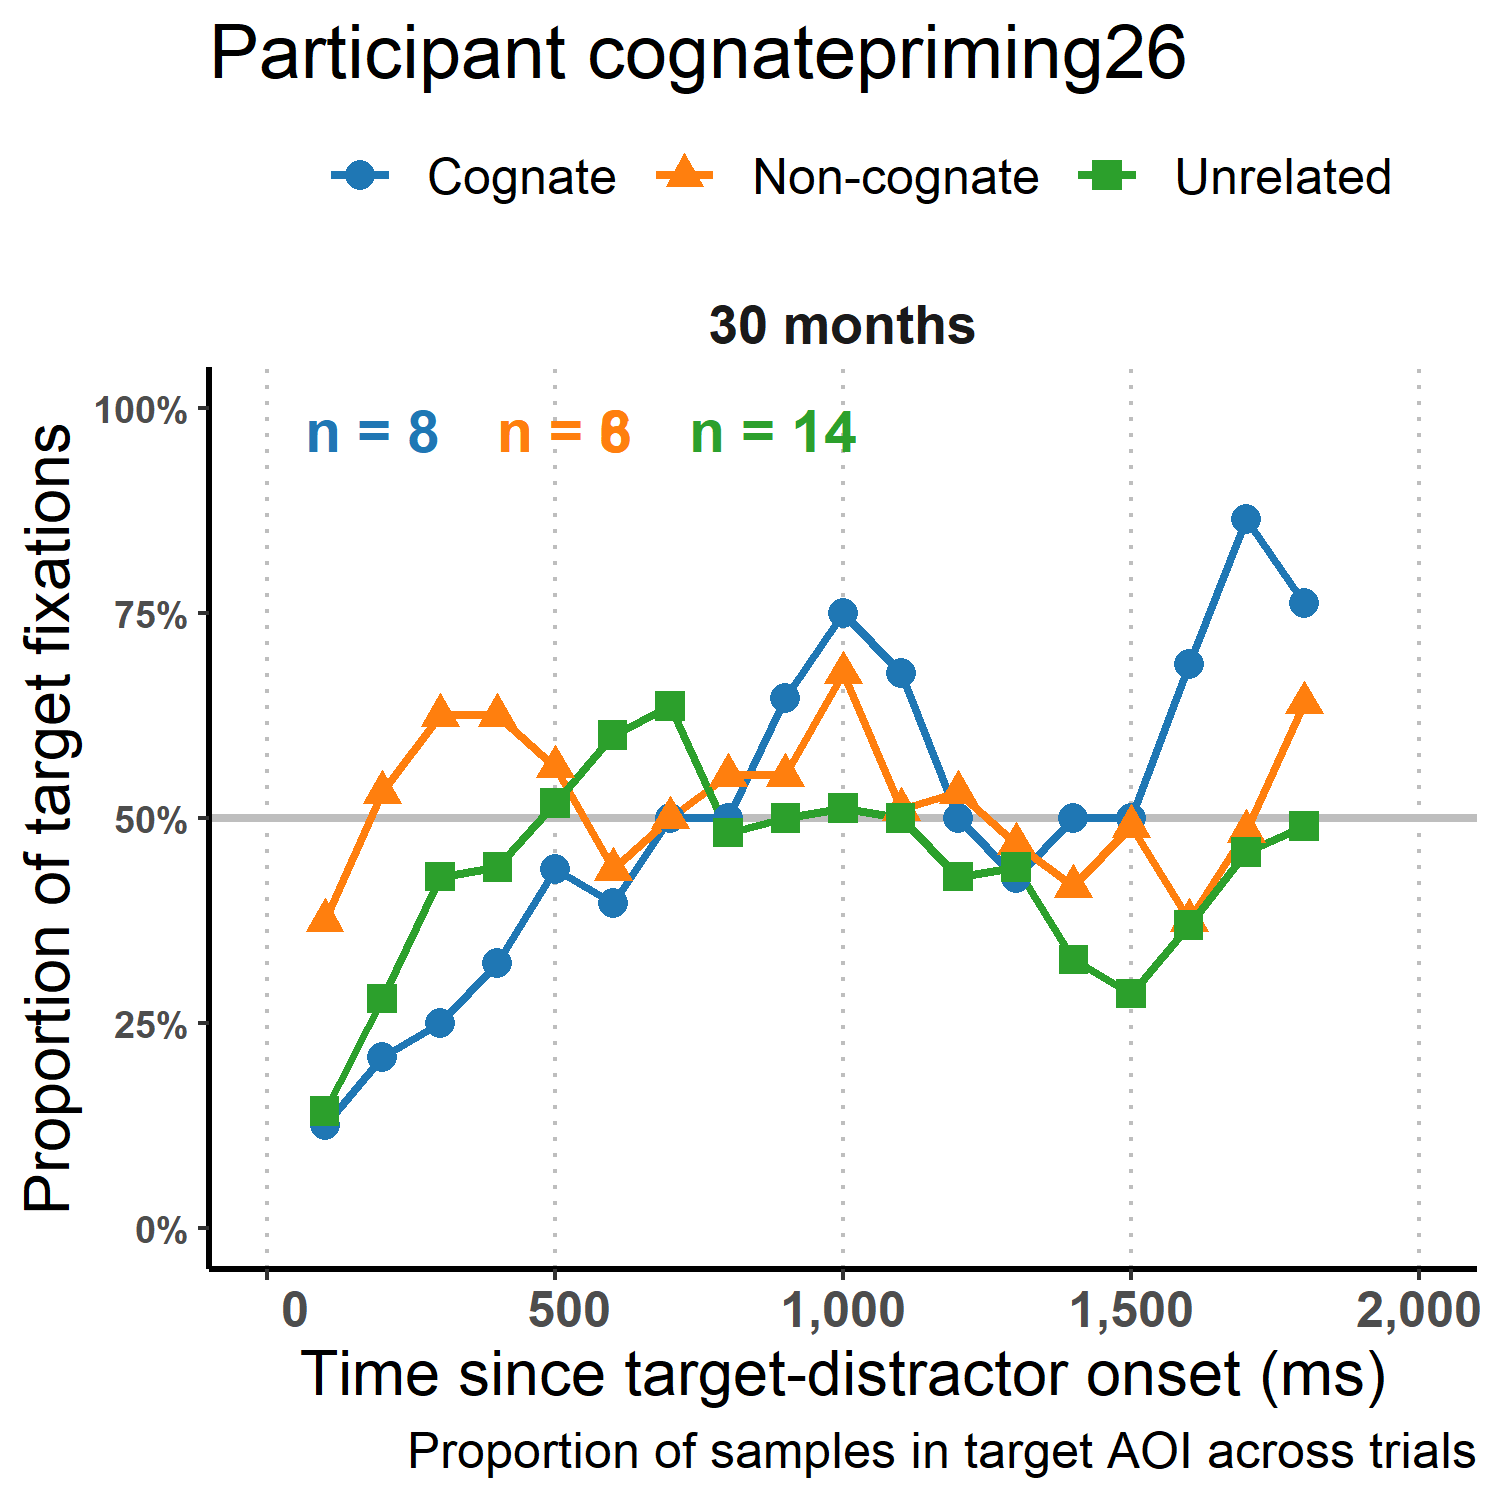 Participant cognatepriming26
Cognate Non-cognate Unrelated
30 months
n = 8 n = n = 14
100%
75%
50%
25%
0%
Proportion of target fixations
0 500 1,000 1,500 2,000
Time since target-distractor onset (ms)
Proportion of samples in target AOI across trials